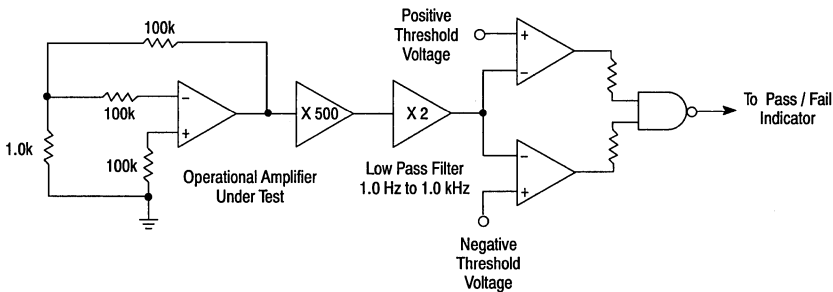 100k
100k
1.0k
100k
−
+
Operational Amplifier
Under Test
X 500
X 2
Low Pass Filter
1.0 Hz to 1.0 kHz
Positive
Threshold
Voltage
+
−
−
+
Negative
Threshold
Voltage
To Pass / Fail
Indicator